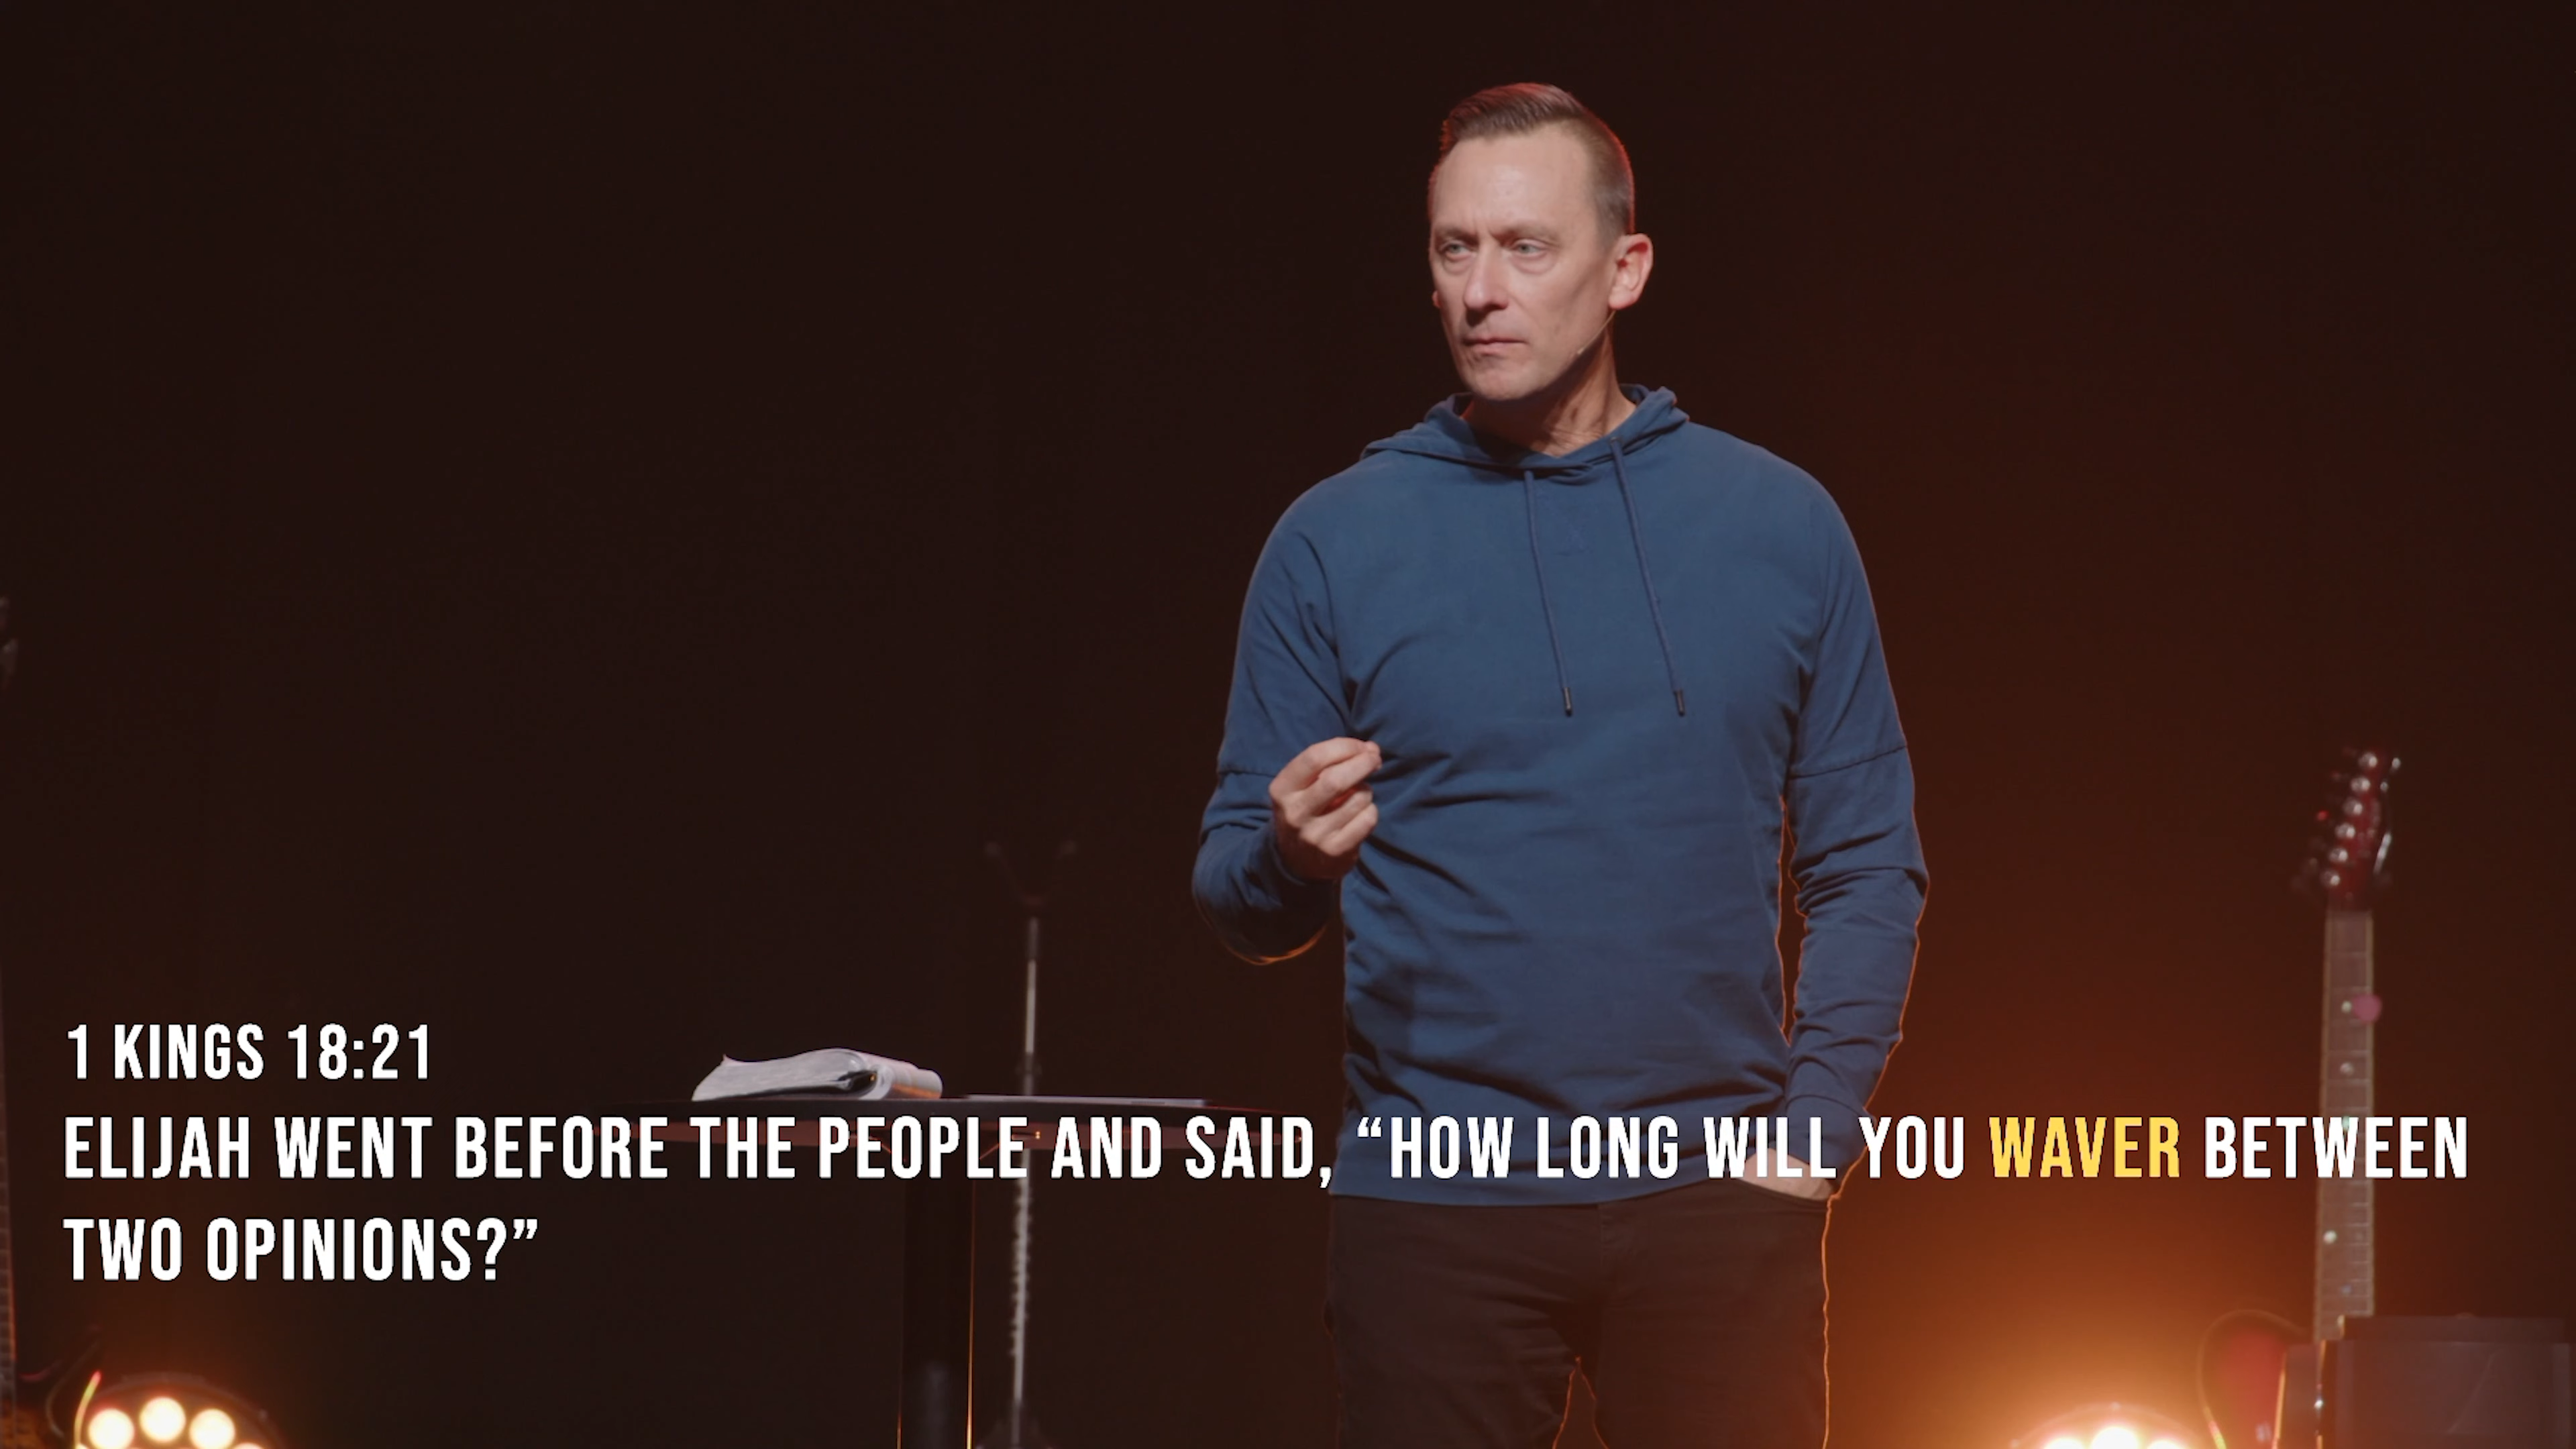 1 KINGS 18:21
ELIJAH WENT BEFORE THE PEOPLE AND SAID, “HOW LONG WILL YOU WAVER BETWEEN
TWO OPINIONS?”